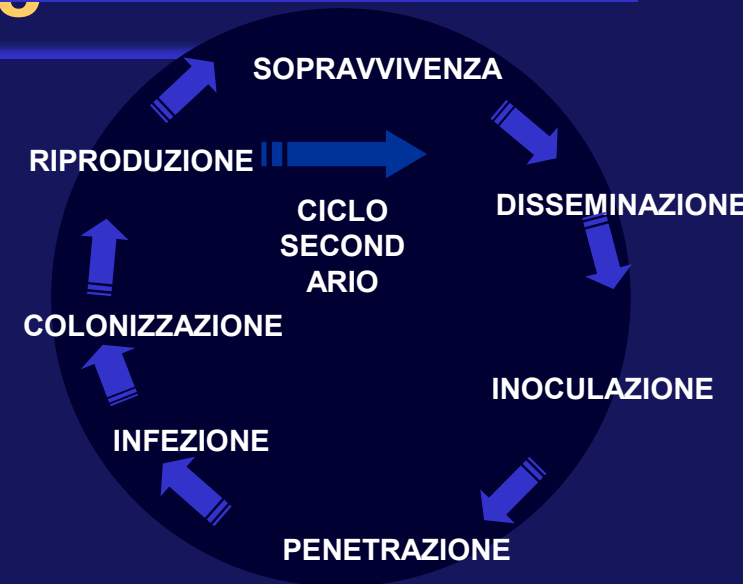 SOPRAVVIVENZA
RIPRODUZIONE
DISSEMINAZIONE
CICLO
SECOND
ARIO
COLONIZZAZIONE
INOCULAZIONE
INFEZIONE
PENETRAZIONE